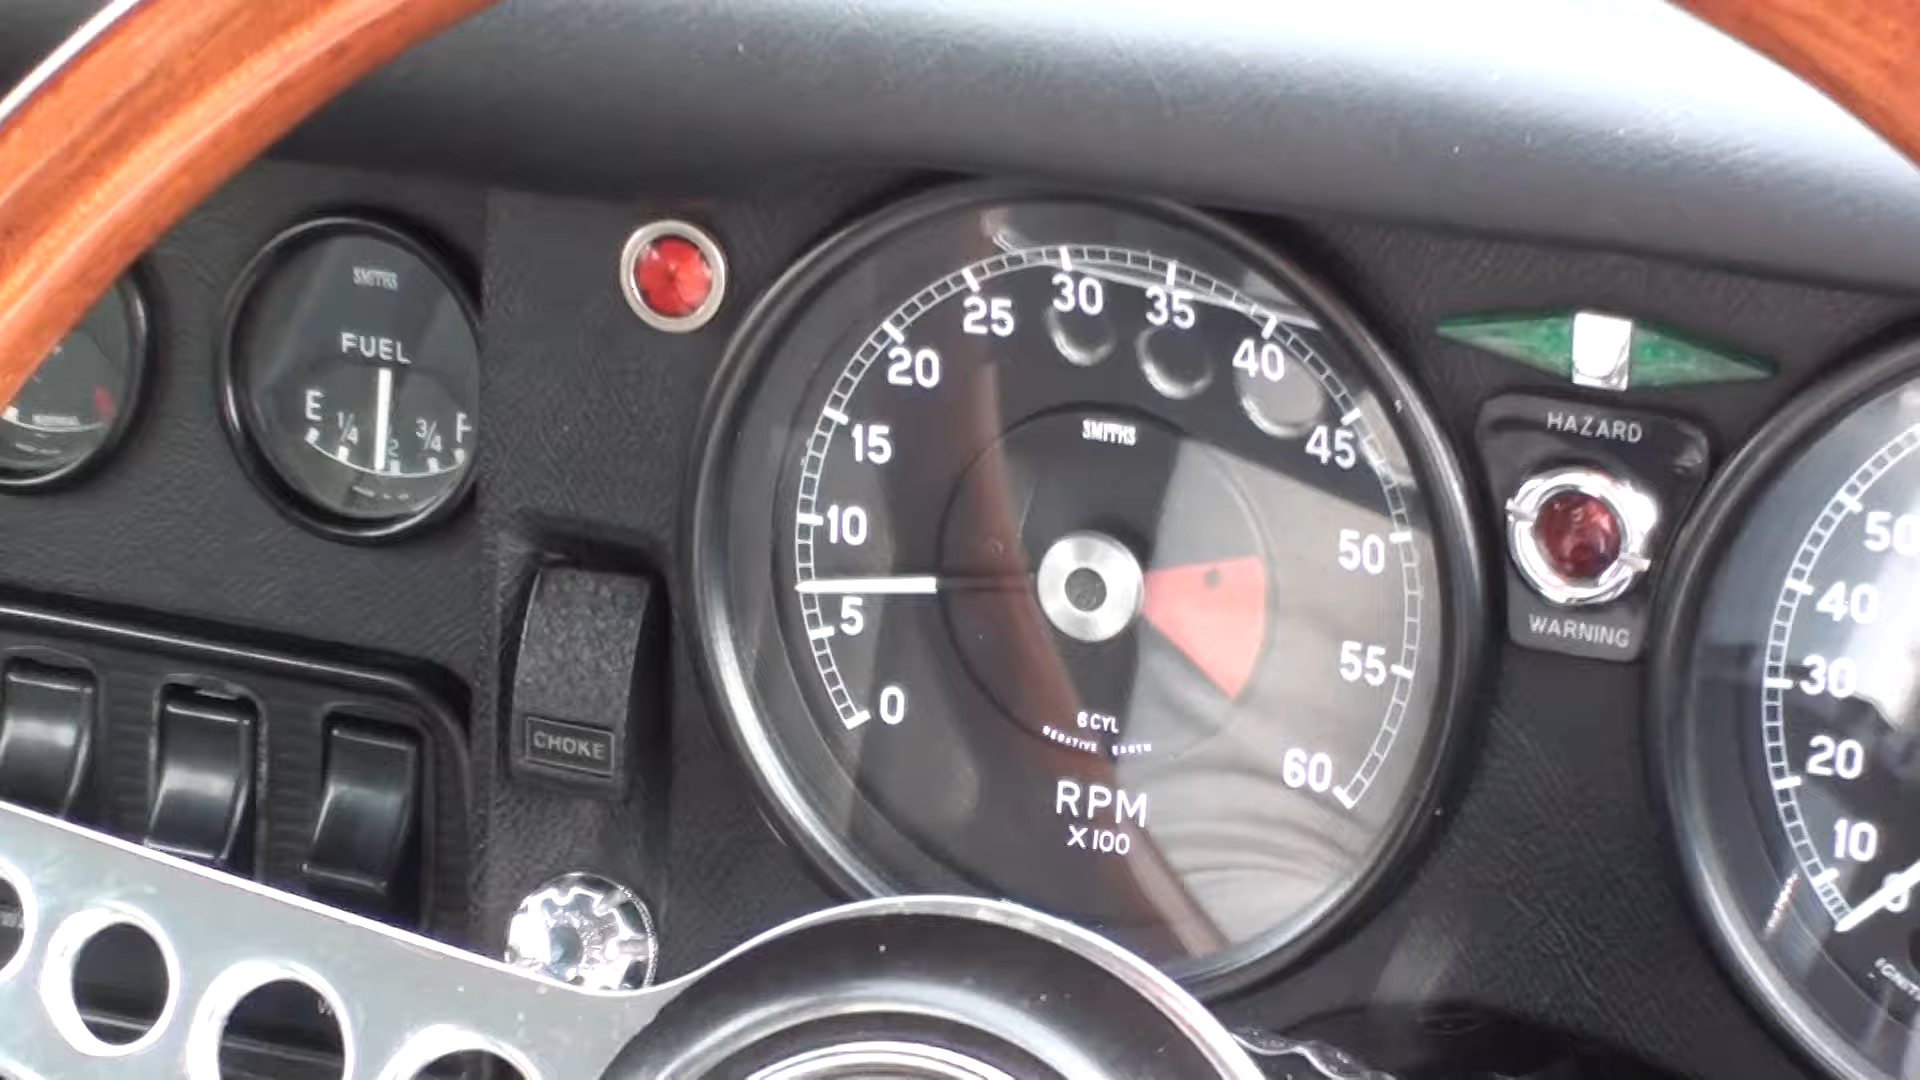 SMITHS
FUEL
E 1/4 1/2 3/4 F
CHOKE
0
5
10
15
20
25
30
35
40
45
50
55
60
SMITHS
6 CYL
NEGATIVE EARTH
RPM
X100
HAZARD
WARNING
50
40
30
20
10
0